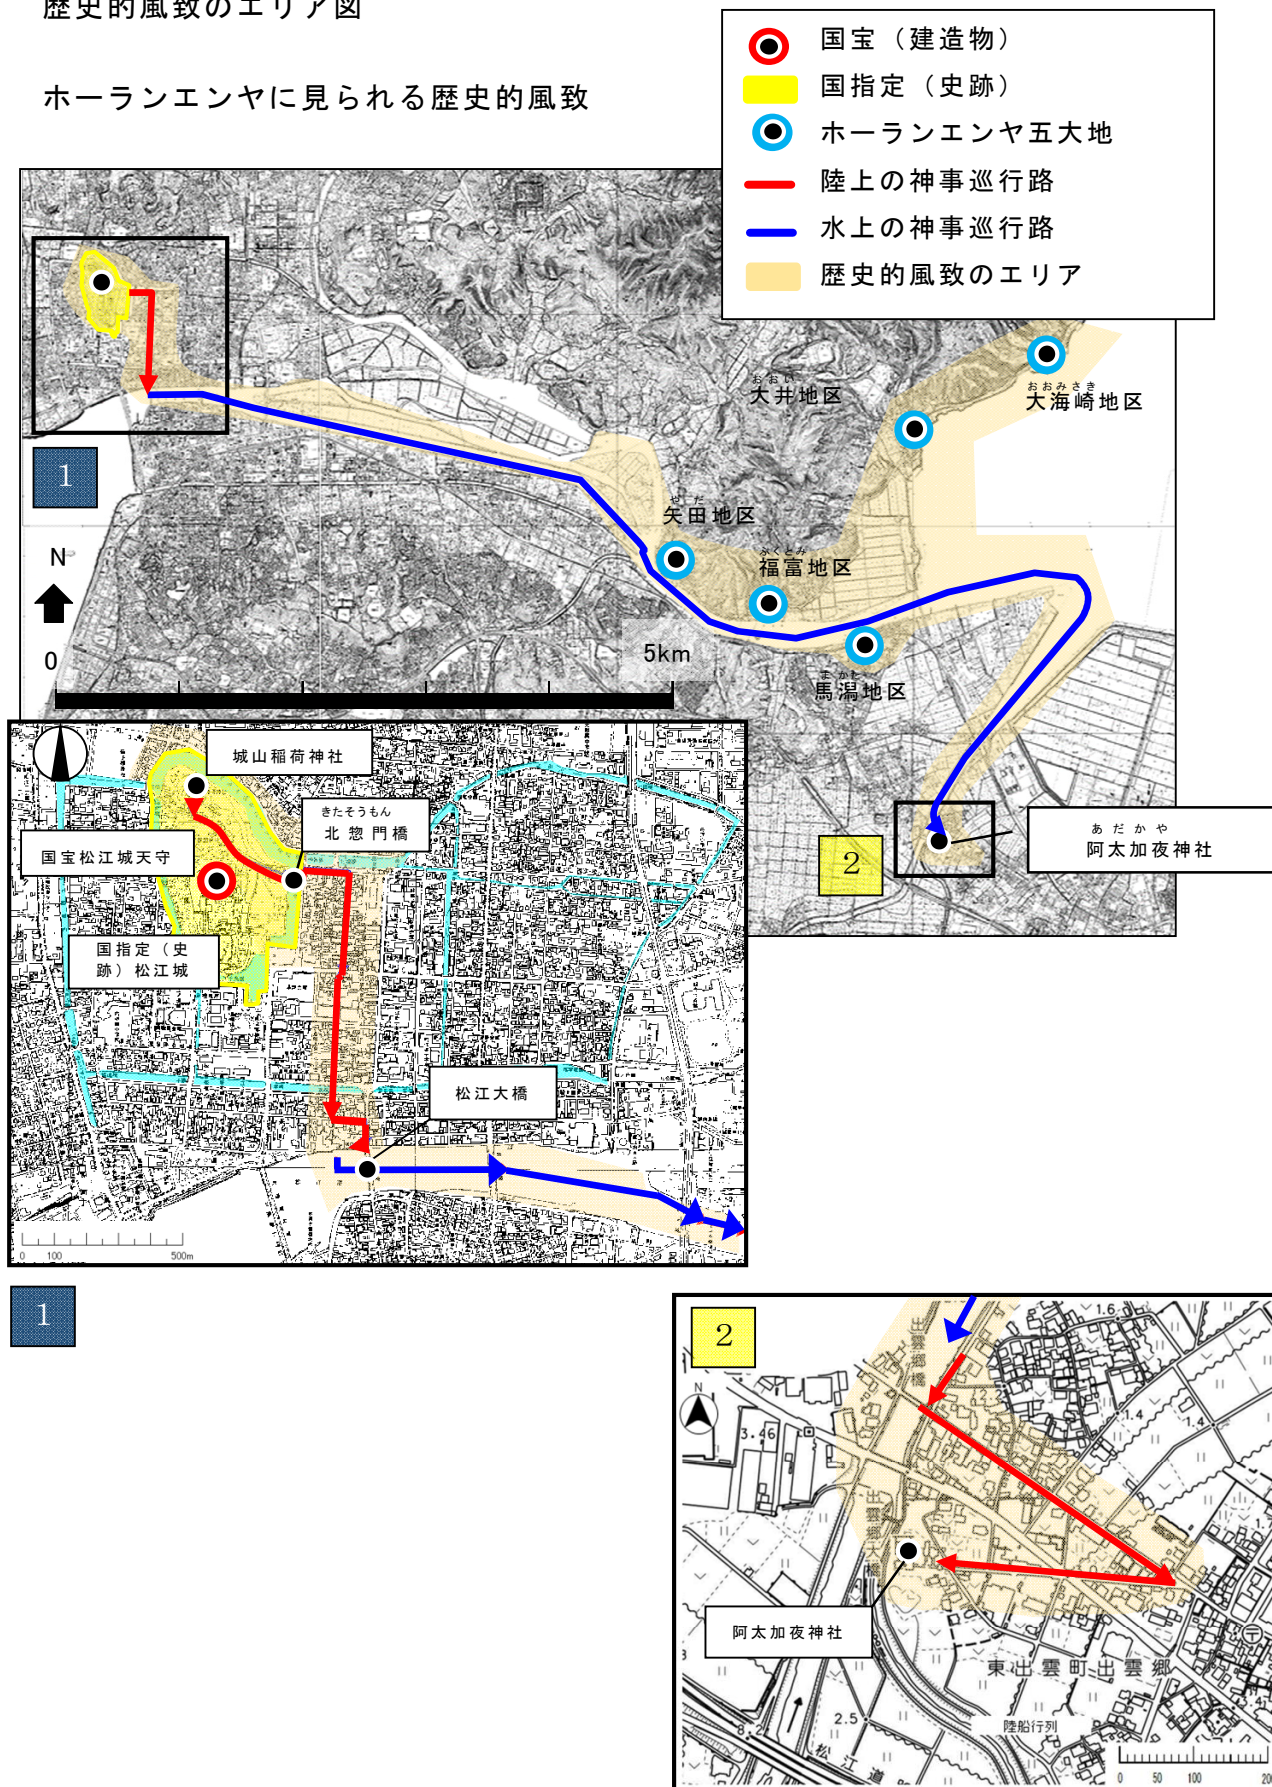 歴史的風致のエリア図
ホーランエンヤに見られる歴史的風致
国宝（建造物）
国指定（史跡）
ホーランエンヤ五大地
陸上の神事巡行路
水上の神事巡行路
歴史的風致のエリア
おおい
大井地区
おおみさき
大海崎地区
1
やだ
矢田地区
ふくとみ
福富地区
N
0
5km
まかた
馬潟地区
城山稲荷神社
きたそうもん
北惣門橋
国宝松江城天守
国指定（史
跡）松江城
松江大橋
0 100 500m
2
あだかや
阿太加夜神社
1
2
N
1.6
3.46
1.4
1.4
阿太加夜神社
東出雲町出雲郷
陸船行列
2.5
8.2
松江道
0 50 100